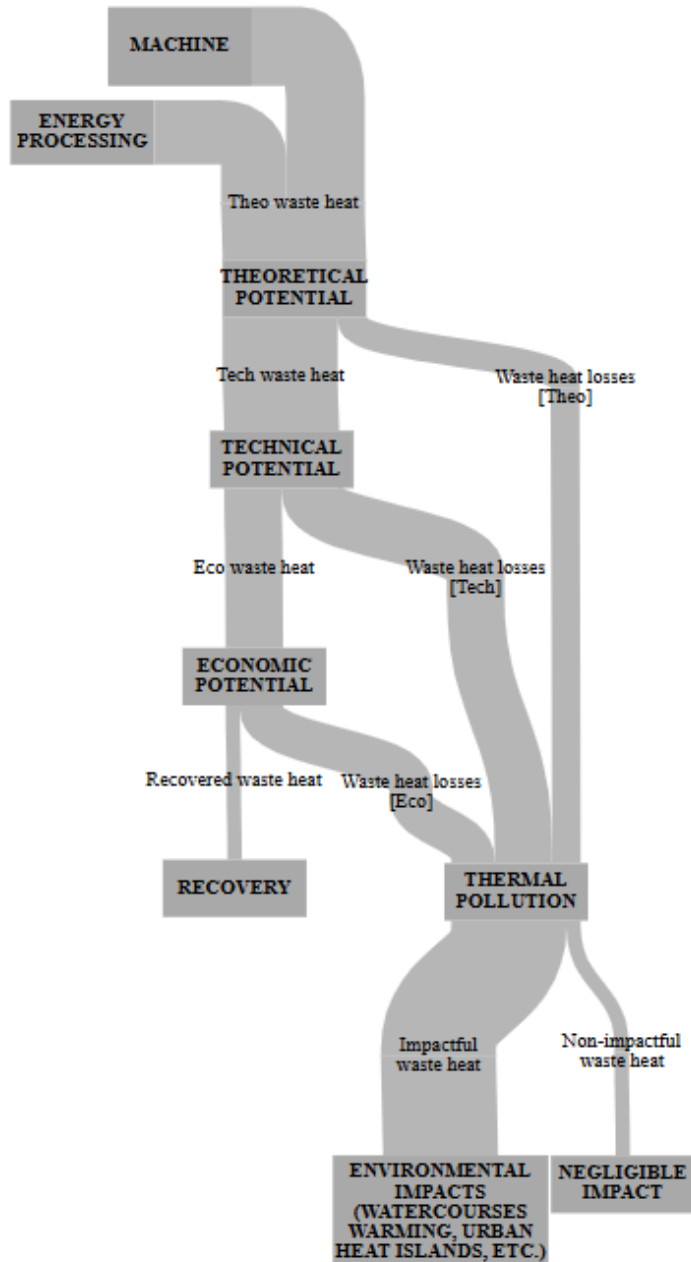 MACHINE
ENERGY
PROCESSING
Theo waste heat
THEORETICAL
POTENTIAL
Tech waste heat
Waste heat losses
[Theo]
TECHNICAL
POTENTIAL
Eco waste heat
Waste heat losses
[Tech]
ECONOMIC
POTENTIAL
Recovered waste heat
Waste heat losses
[Eco]
RECOVERY
THERMAL
POLLUTION
Impactful
waste heat
Non-impactful
waste heat
ENVIRONMENTAL
IMPACTS
(WATERCOURSES
WARMING, URBAN
HEAT ISLANDS, ETC.)
NEGLIGIBLE
IMPACT